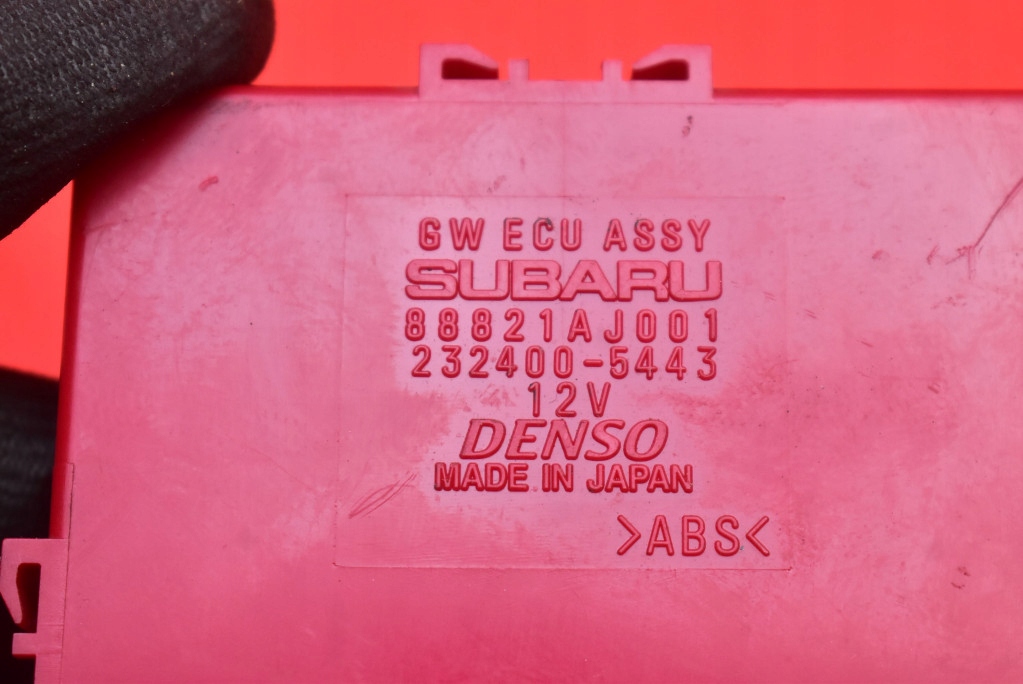 GW ECU ASSY
SUBARU
88821AJ001
232400-5443
12V
DENSO
MADE IN JAPAN
>ABS<